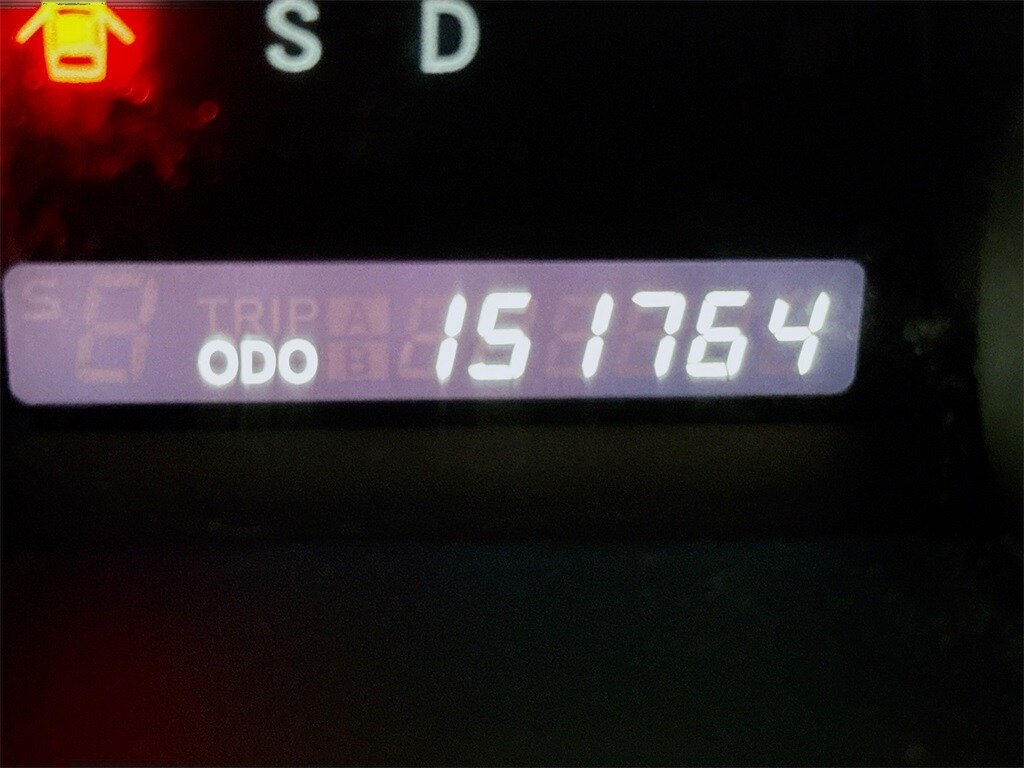 S D
S TRIP A
ODO B 151764